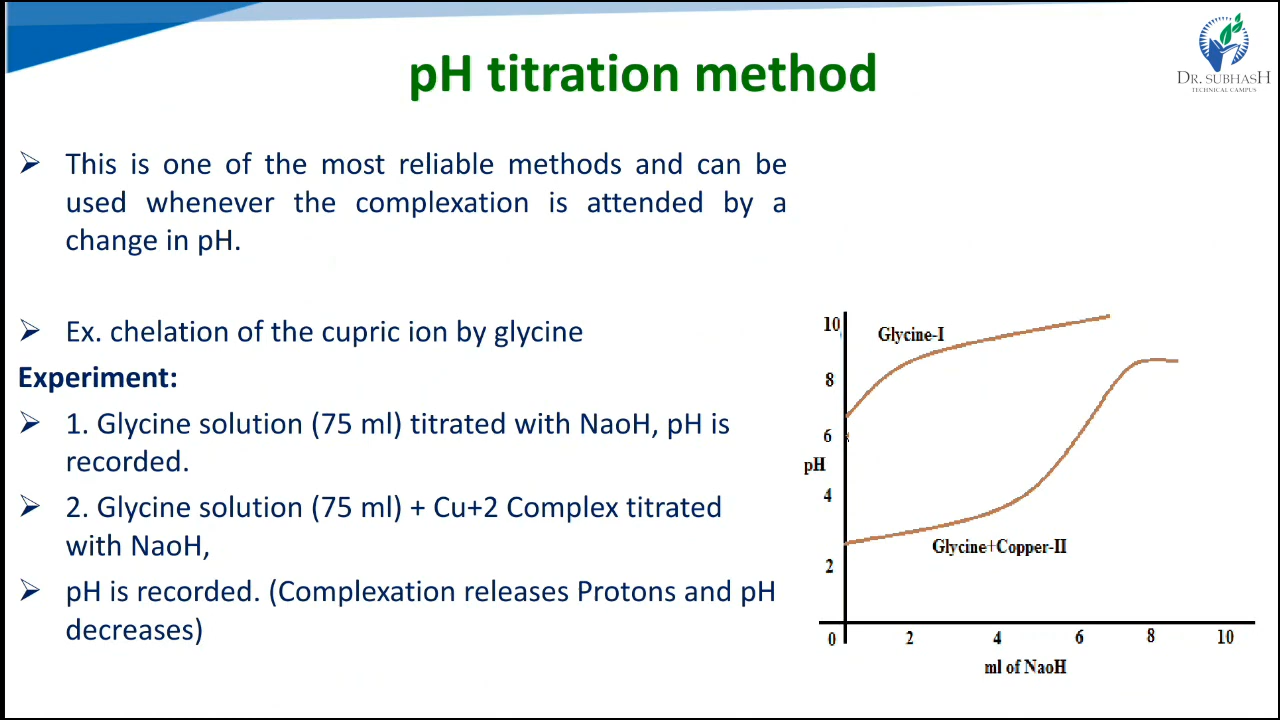 pH titration method
DR. SUBHASH
TECHNICAL CAMPUS
This is one of the most reliable methods and can be
used whenever the complexation is attended by a
change in pH.
Ex. chelation of the cupric ion by glycine
Experiment:
1. Glycine solution (75 ml) titrated with NaoH, pH is
recorded.
2. Glycine solution (75 ml) + Cu+2 Complex titrated
with NaoH,
pH is recorded. (Complexation releases Protons and pH
decreases)
10
Glycine-I
8
6
pH
4
Glycine+Copper-II
2
0 2 4 6 8 10
ml of NaoH